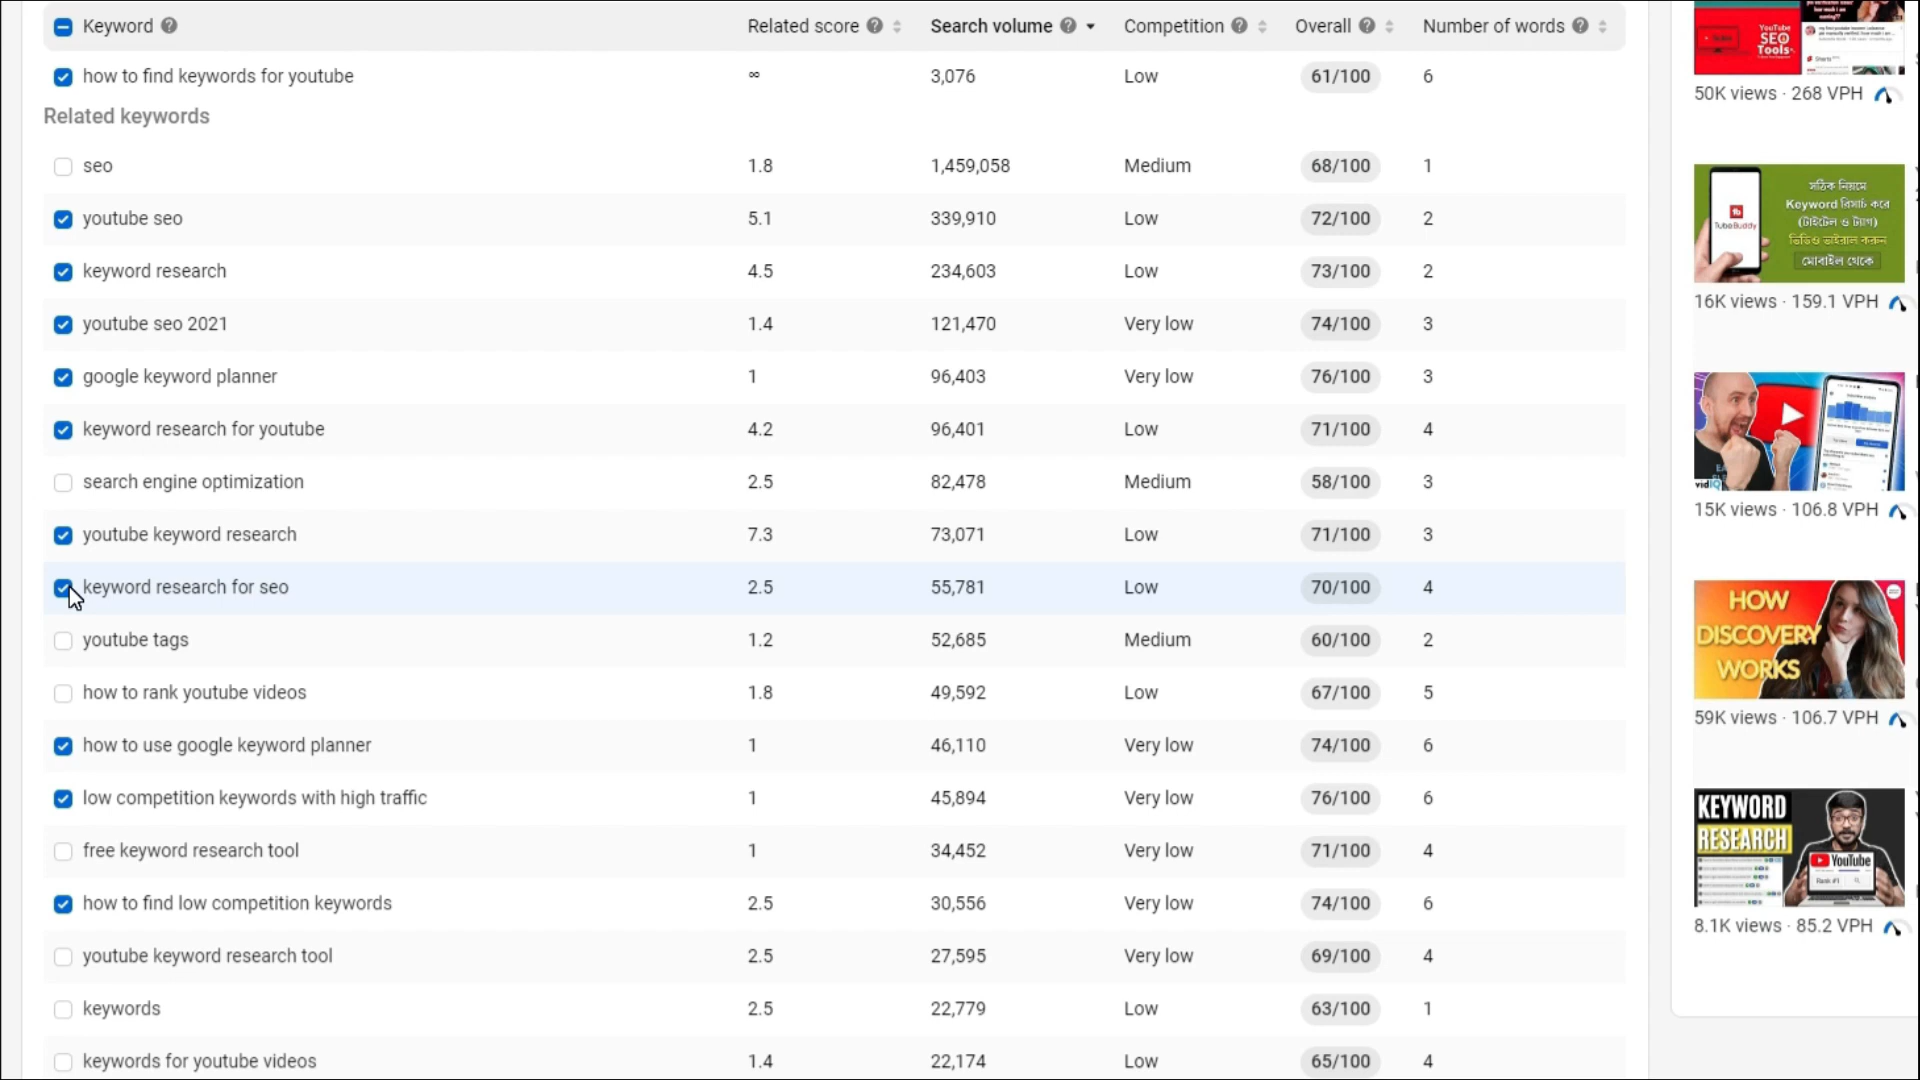 Keyword Related score Search volume Competition Overall Number of words
how to find keywords for youtube ∞ 3,076 Low 61/100 6
Related keywords
seo 1.8 1,459,058 Medium 68/100 1
youtube seo 5.1 339,910 Low 72/100 2
keyword research 4.5 234,603 Low 73/100 2
youtube seo 2021 1.4 121,470 Very low 74/100 3
google keyword planner 1 96,403 Very low 76/100 3
keyword research for youtube 4.2 96,401 Low 71/100 4
search engine optimization 2.5 82,478 Medium 58/100 3
youtube keyword research 7.3 73,071 Low 71/100 3
keyword research for seo 2.5 55,781 Low 70/100 4
youtube tags 1.2 52,685 Medium 60/100 2
how to rank youtube videos 1.8 49,592 Low 67/100 5
how to use google keyword planner 1 46,110 Very low 74/100 6
low competition keywords with high traffic 1 45,894 Very low 76/100 6
free keyword research tool 1 34,452 Very low 71/100 4
how to find low competition keywords 2.5 30,556 Very low 74/100 6
youtube keyword research tool 2.5 27,595 Very low 69/100 4
keywords 2.5 22,779 Low 63/100 1
keywords for youtube videos 1.4 22,174 Low 65/100 4
YouTube
SEO
Tools
Shorts
50K views · 268 VPH
TubeBuddy
সঠিক নিয়মে
Keyword রিসার্চ করে
(টাইটেল ও ট্যাগ)
ভিডিও ভাইরাল করুন
মোবাইল থেকে
16K views · 159.1 VPH
vidIQ
15K views · 106.8 VPH
HOW
DISCOVERY
WORKS
59K views · 106.7 VPH
KEYWORD
RESEARCH
YouTube
Rank #1
8.1K views · 85.2 VPH